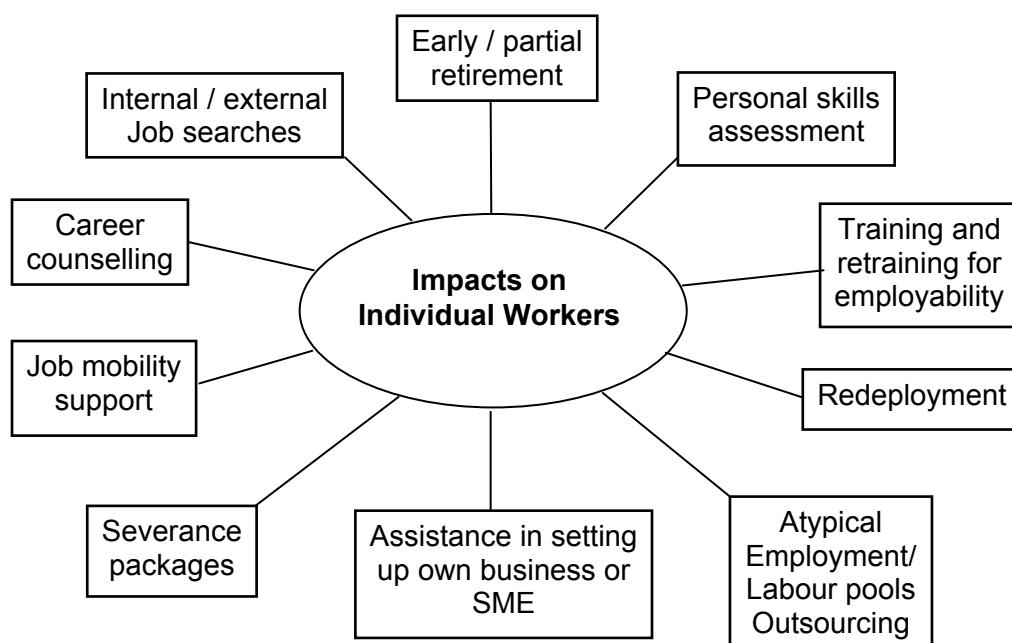 Early / partial
retirement
Internal / external
Job searches
Personal skills
assessment
Career
counselling
Impacts on
Individual Workers
Training and
retraining for
employability
Job mobility
support
Redeployment
Severance
packages
Assistance in setting
up own business or
SME
Atypical
Employment/
Labour pools
Outsourcing